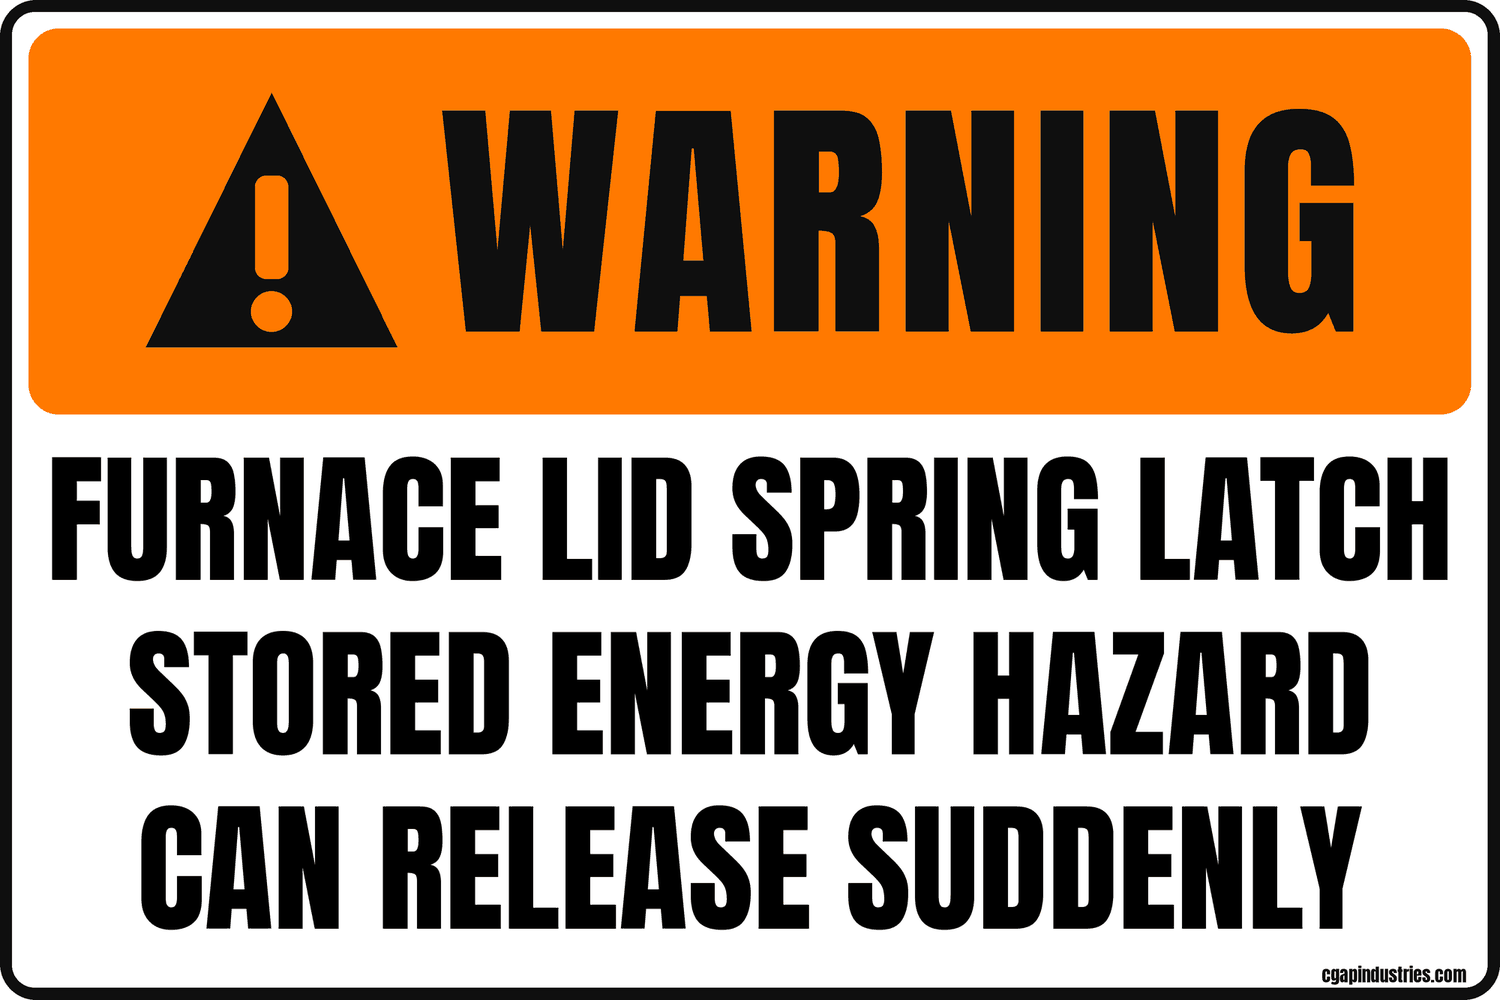 WARNING
FURNACE LID SPRING LATCH
STORED ENERGY HAZARD
CAN RELEASE SUDDENLY
cgapindustries.com